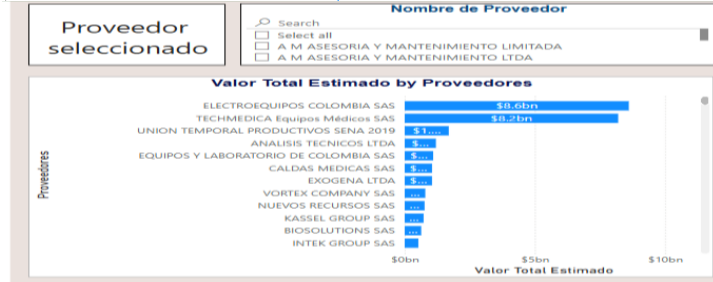 Proveedor
seleccionado
Nombre de Proveedor
Search
Select all
A M ASESORIA Y MANTENIMIENTO LIMITADA
A M ASESORIA Y MANTENIMIENTO LTDA
Valor Total Estimado by Proveedores
Proveedores
ELECTROEQUIPOS COLOMBIA SAS $8.6bn
TECHMEDICA Equipos Médicos SAS $8.2bn
UNION TEMPORAL PRODUCTIVOS SENA 2019 $1....
ANALISIS TECNICOS LTDA $...
EQUIPOS Y LABORATORIO DE COLOMBIA SAS $...
CALDAS MEDICAS SAS $...
EXOGENA LTDA $...
VORTEX COMPANY SAS ...
NUEVOS RECURSOS SAS ...
KASSEL GROUP SAS ...
BIOSOLUTIONS SAS ...
INTEK GROUP SAS
$0bn $5bn $10bn
Valor Total Estimado